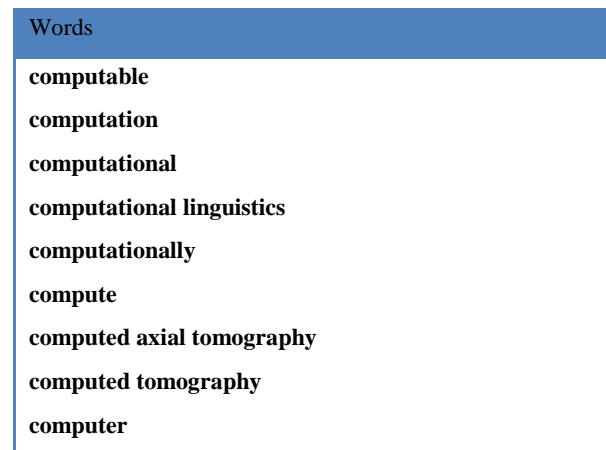 Words
computable
computation
computational
computational linguistics
computationally
compute
computed axial tomography
computed tomography
computer